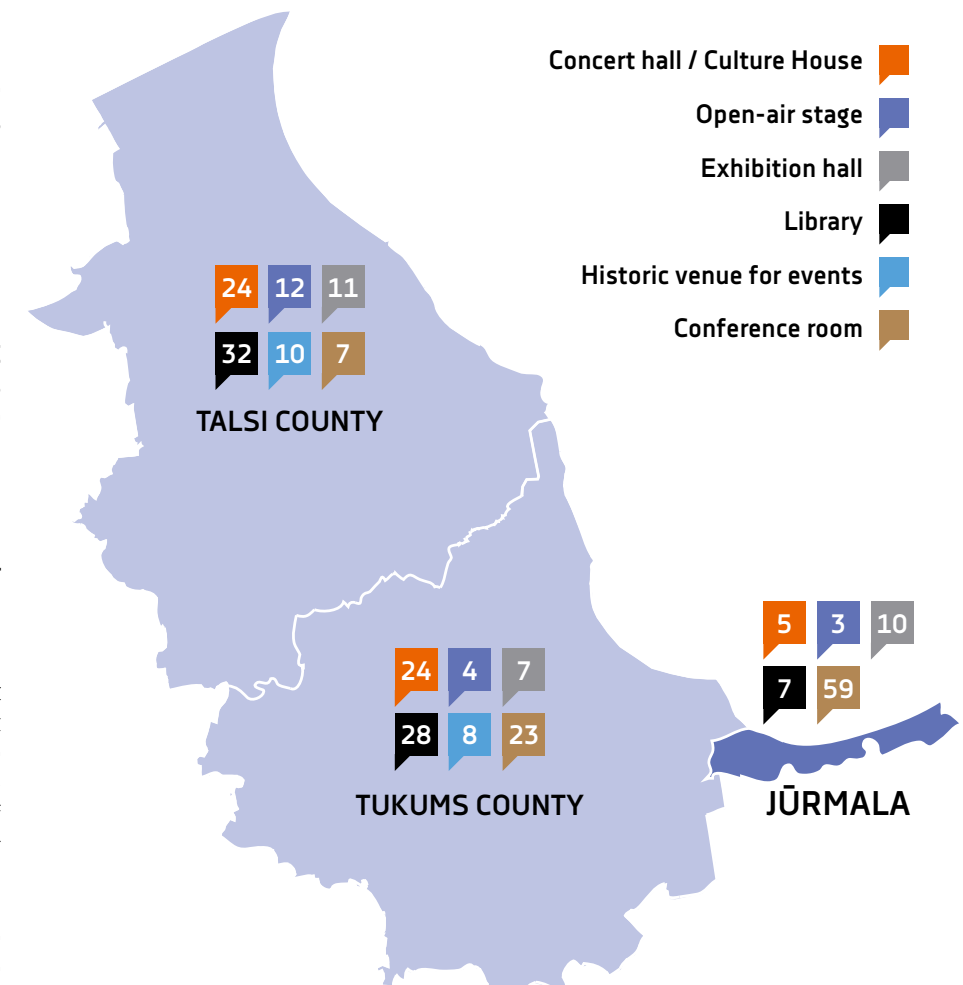 Concert hall / Culture House
Open-air stage
Exhibition hall
Library
Historic venue for events
Conference room
24 12 11
32 10 7
TALSI COUNTY
5 3 10
7 59
JŪRMALA
24 4 7
28 8 23
TUKUMS COUNTY